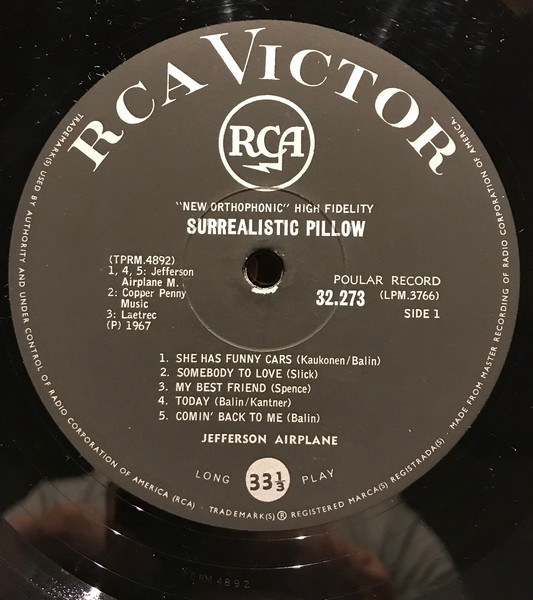 RCA VICTOR
RCA
"NEW ORTHOPHONIC" HIGH FIDELITY
SURREALISTIC PILLOW
(TPRM.4892)
1, 4, 5: Jefferson
Airplane M.
2: Copper Penny
Music
3: Laetrec
(P) 1967
POULAR RECORD
32.273 (LPM.3766)
SIDE 1
1. SHE HAS FUNNY CARS (Kaukonen/Balin)
2. SOMEBODY TO LOVE (Slick)
3. MY BEST FRIEND (Spence)
4. TODAY (Balin/Kantner)
5. COMIN' BACK TO ME (Balin)
JEFFERSON AIRPLANE
LONG 33⅓ PLAY
TRADEMARK(S) USED BY AUTHORITY AND UNDER CONTROL OF RADIO CORPORATION OF AMERICA (RCA) · TRADEMARK(S) ® REGISTERED MARCA(S) REGISTRADA(S) · MADE FROM MASTER RECORDING OF RADIO CORPORATION OF AMERICA.
4892